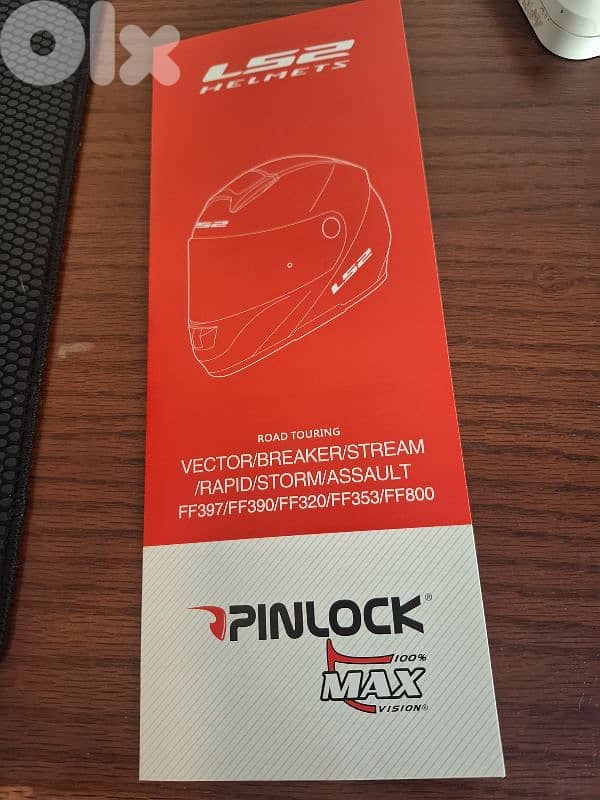 Olx
LS2
HELMETS
LS2
LS2
ROAD TOURING
VECTOR/BREAKER/STREAM
/RAPID/STORM/ASSAULT
FF397/FF390/FF320/FF353/FF800
PINLOCK®
100%
MAX
VISION®